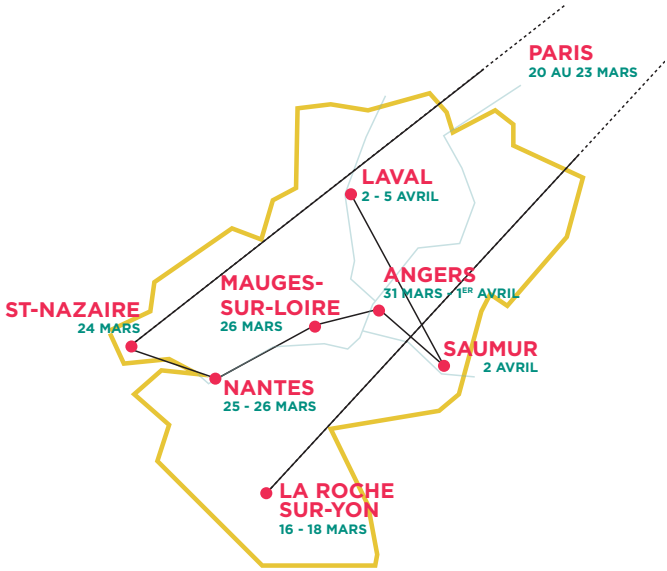 PARIS
20 AU 23 MARS
LAVAL
2 - 5 AVRIL
ANGERS
31 MARS - 1ER AVRIL
MAUGES-
SUR-LOIRE
26 MARS
ST-NAZAIRE
24 MARS
SAUMUR
2 AVRIL
NANTES
25 - 26 MARS
LA ROCHE
SUR-YON
16 - 18 MARS